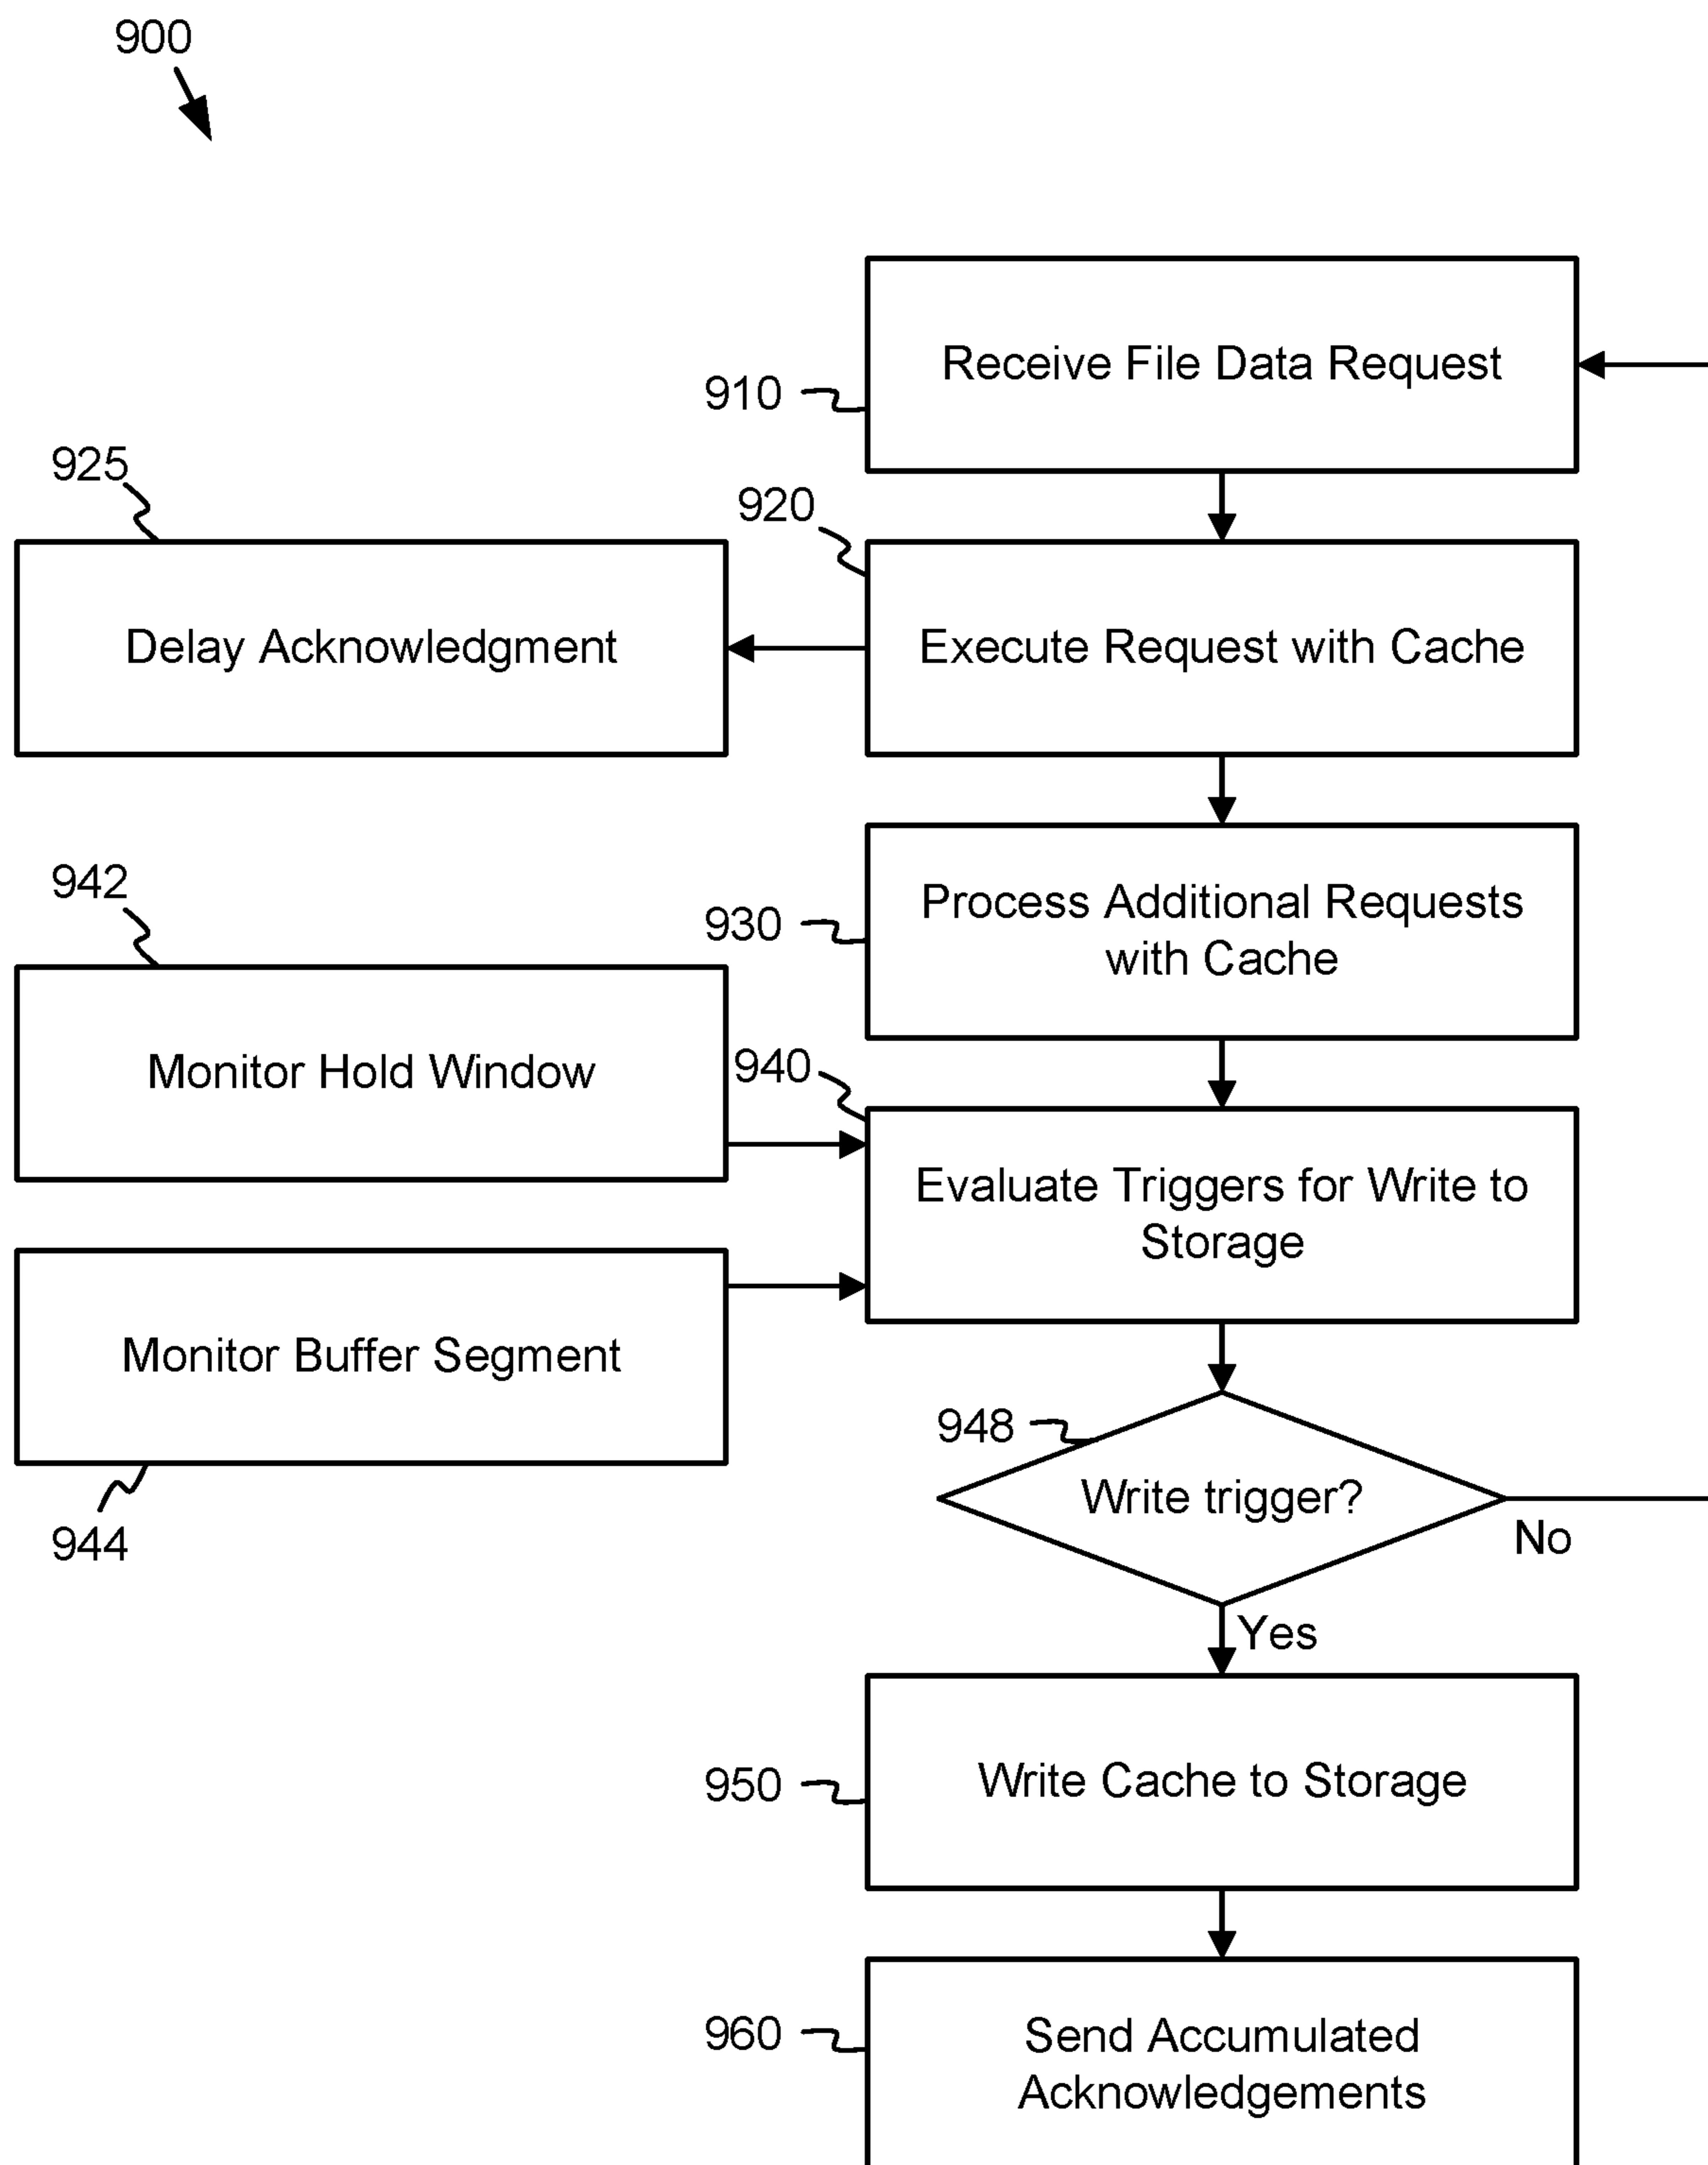 900
Receive File Data Request
910
925
920
Delay Acknowledgment
Execute Request with Cache
942
Process Additional Requests
with Cache
930
Monitor Hold Window
940
Evaluate Triggers for Write to
Storage
Monitor Buffer Segment
948
Write trigger?
No
944
Yes
Write Cache to Storage
950
960
Send Accumulated
Acknowledgements